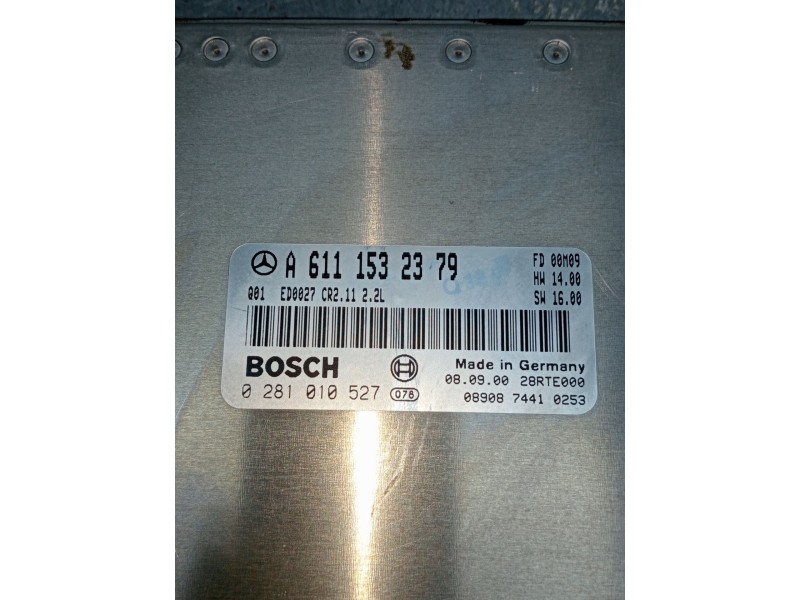 A 611 153 23 79 FD 00M09
HW 14.00
Q01 ED0027 CR2.11 2.2L SW 16.00
BOSCH Made in Germany
08.09.00 28RTE000
0 281 010 527 078 08908 7441 0253